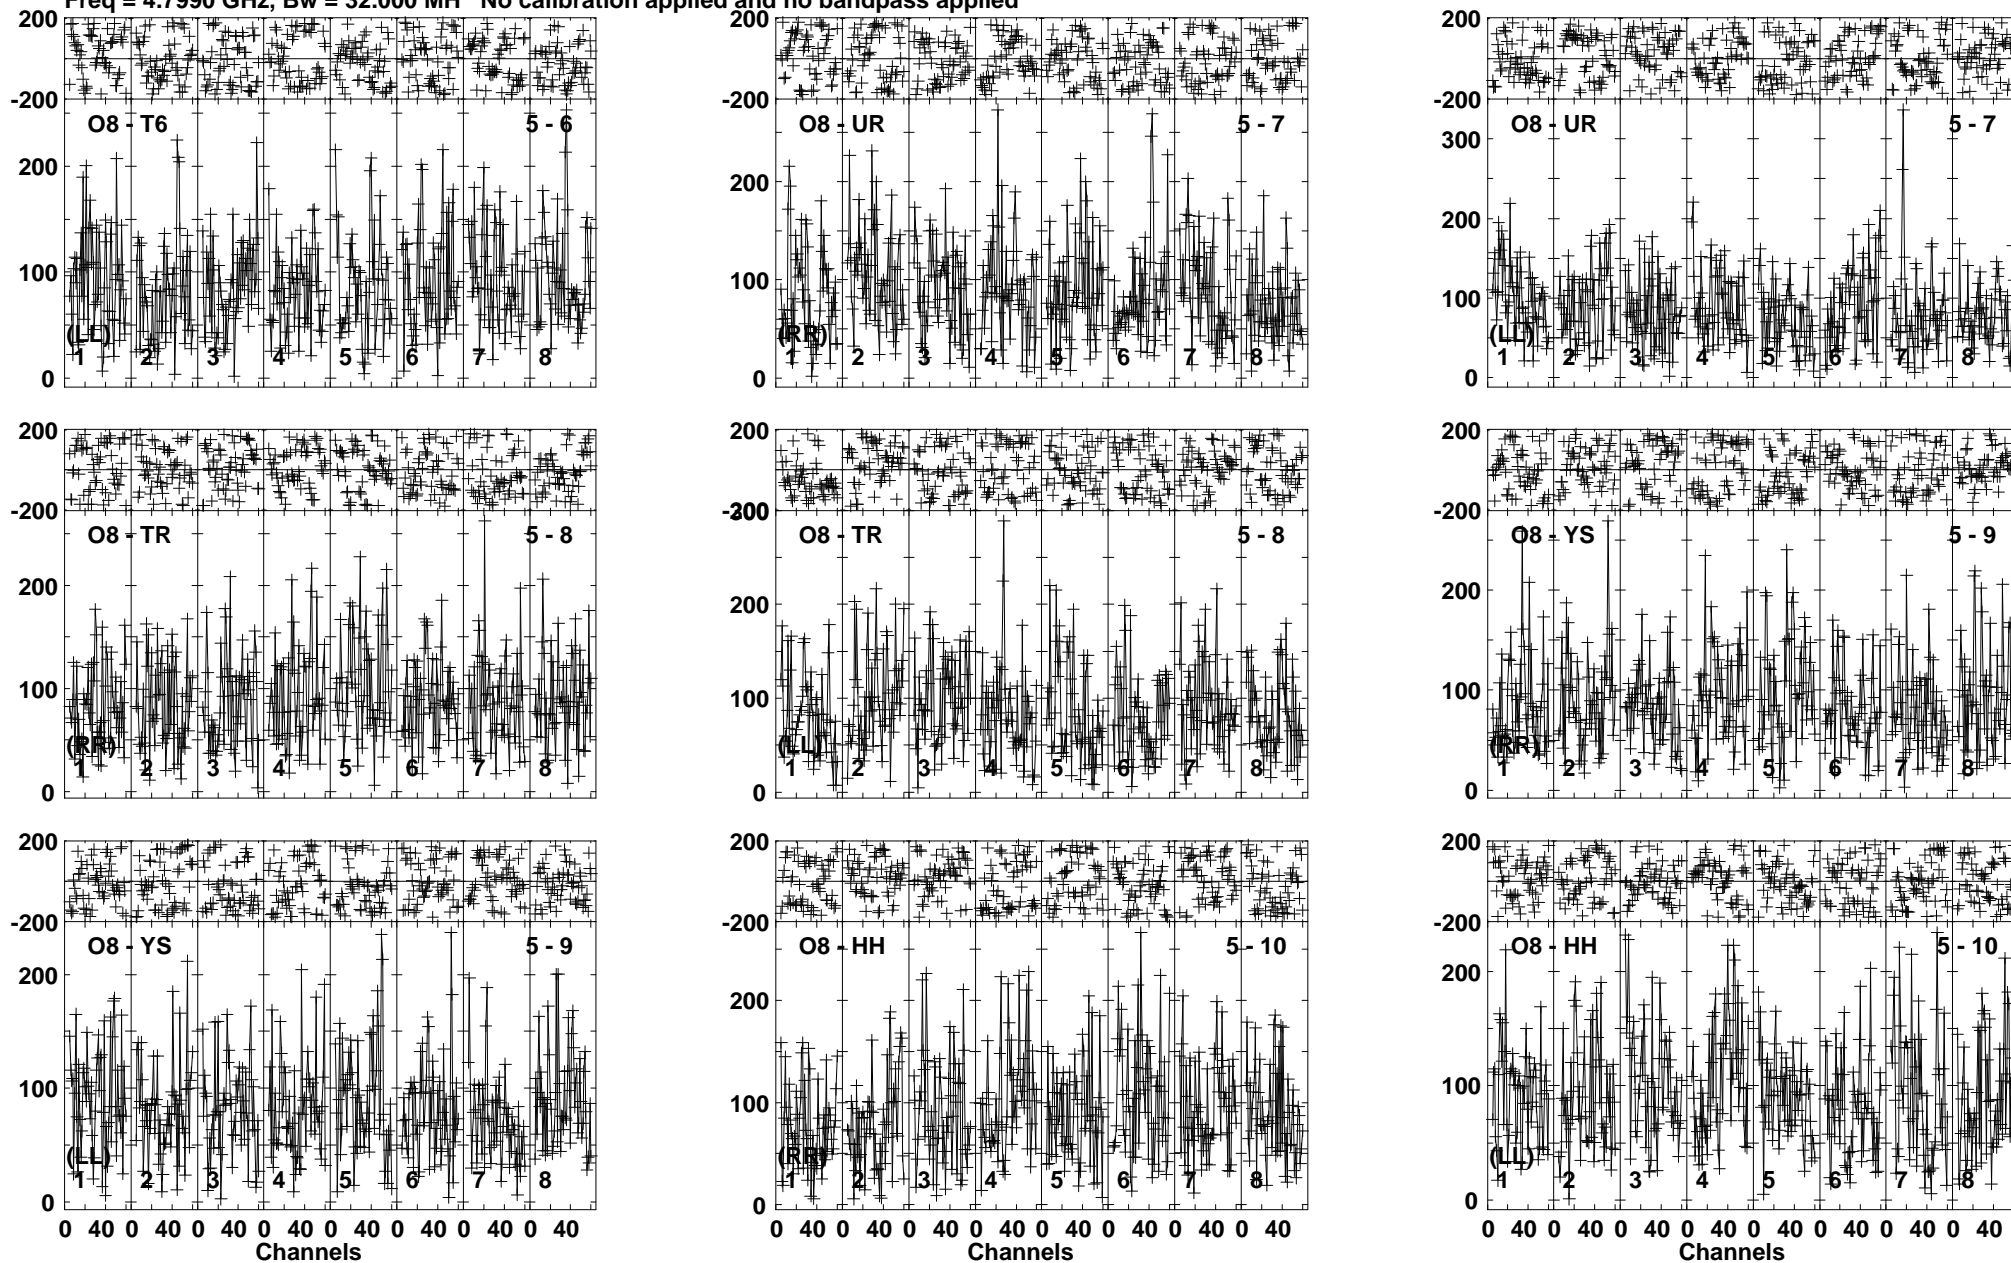 Freq = 4.7990 GHz, Bw = 32.000 MH No calibration applied and no bandpass applied
200 200 200
-200 -200 -200
O8 - T6 5 - 6 O8 - UR 5 - 7 O8 - UR 5 - 7
300
200 200 200
100 100 100
(LL) (RR) (LL)
1 2 3 4 5 6 7 8 1 2 3 4 5 6 7 8 1 2 3 4 5 6 7 8
0 0 0
200 200 200
-200 -200 -200
300
O8 - TR 5 - 8 O8 - TR 5 - 8 O8 - YS 5 - 9
200 200 200
100 100 100
(RR) (LL) (RR)
1 2 3 4 5 6 7 8 1 2 3 4 5 6 7 8 1 2 3 4 5 6 7 8
0 0 0
200 200 200
-200 -200 -200
O8 - YS 5 - 9 O8 - HH 5 - 10 O8 - HH 5 - 10
200 200 200
100 100 100
(LL) (RR) (LL)
1 2 3 4 5 6 7 8 1 2 3 4 5 6 7 8 1 2 3 4 5 6 7 8
0 0 0
0 40 0 40 0 40 0 40 0 40 0 40 0 40 0 40 0 40 0 40 0 40 0 40 0 40 0 40 0 40 0 40 0 40 0 40 0 40 0 40 0 40 0 40 0 40 0 40
Channels Channels Channels